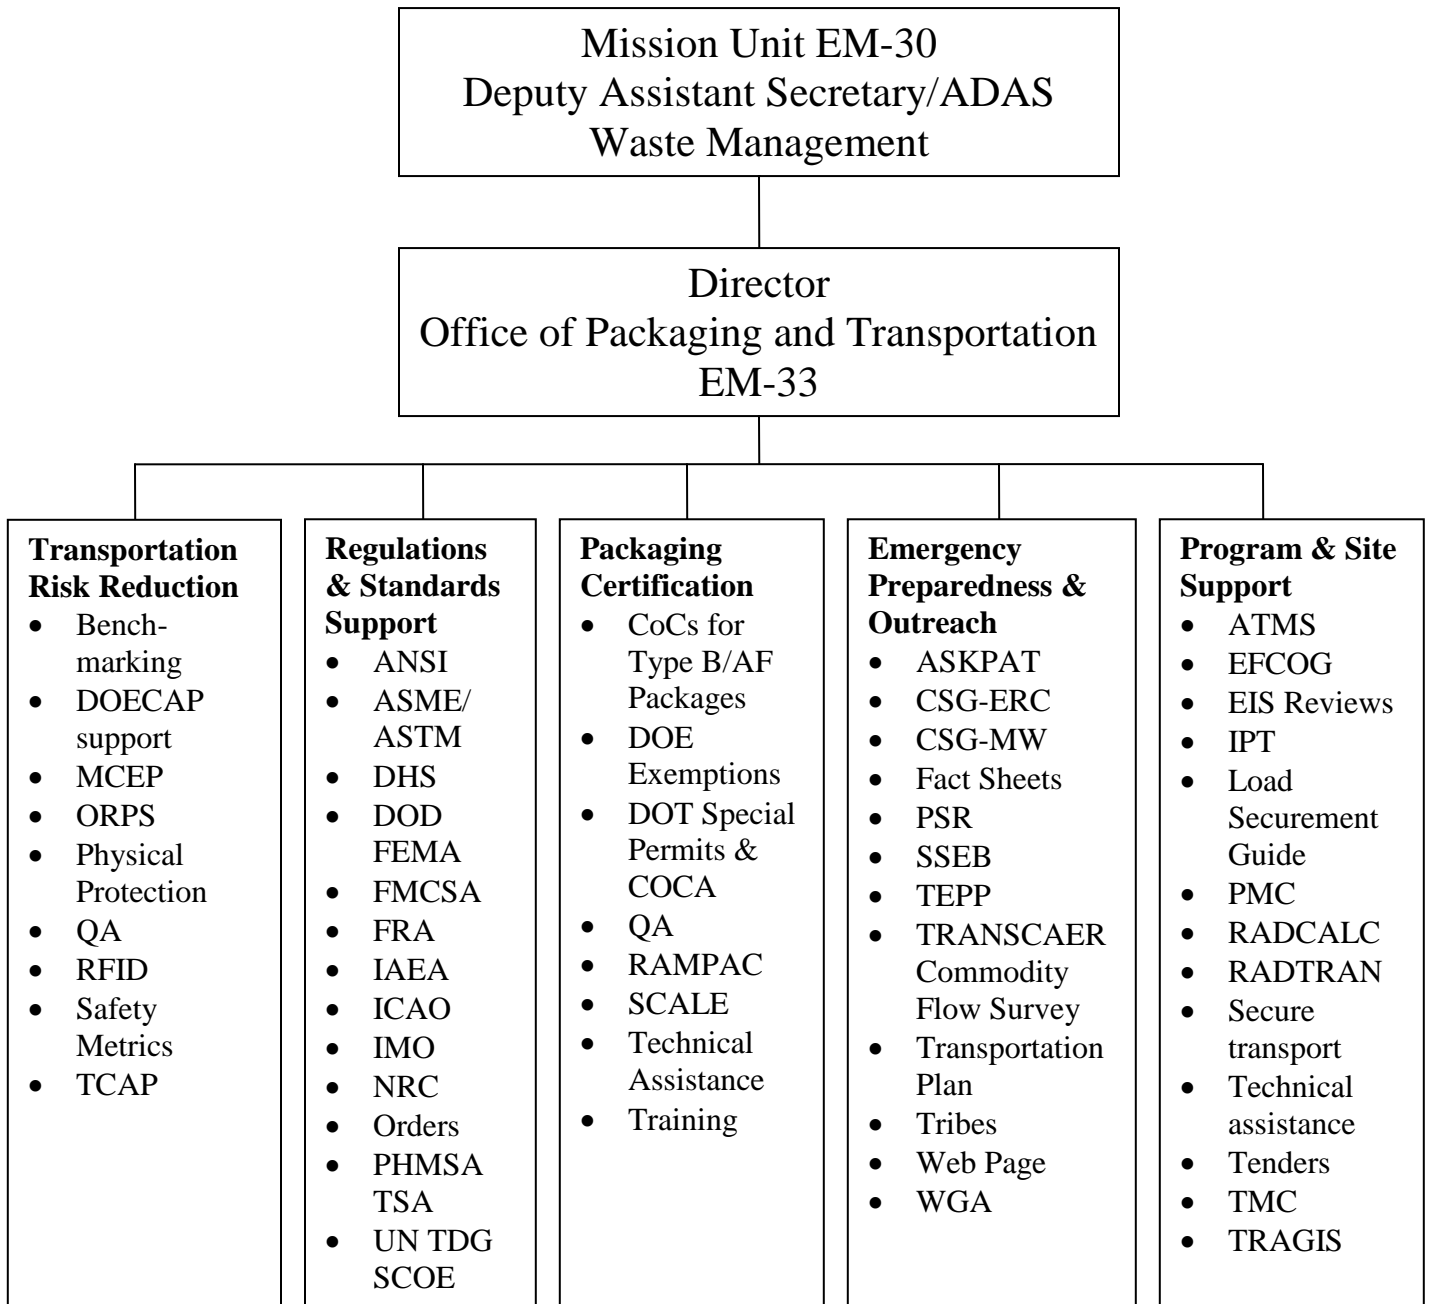 Mission Unit EM-30
Deputy Assistant Secretary/ADAS
Waste Management
Director
Office of Packaging and Transportation
EM-33
Transportation
Risk Reduction
• Bench-
marking
• DOECAP
support
• MCEP
• ORPS
• Physical
Protection
• QA
• RFID
• Safety
Metrics
• TCAP
Regulations
& Standards
Support
• ANSI
• ASME/
ASTM
• DHS
• DOD
FEMA
• FMCSA
• FRA
• IAEA
• ICAO
• IMO
• NRC
• Orders
• PHMSA
TSA
• UN TDG
SCOE
Packaging
Certification
• CoCs for
Type B/AF
Packages
• DOE
Exemptions
• DOT Special
Permits &
COCA
• QA
• RAMPAC
• SCALE
• Technical
Assistance
• Training
Emergency
Preparedness &
Outreach
• ASKPAT
• CSG-ERC
• CSG-MW
• Fact Sheets
• PSR
• SSEB
• TEPP
• TRANSCAER
Commodity
Flow Survey
• Transportation
Plan
• Tribes
• Web Page
• WGA
Program & Site
Support
• ATMS
• EFCOG
• EIS Reviews
• IPT
• Load
Securement
Guide
• PMC
• RADCALC
• RADTRAN
• Secure
transport
• Technical
assistance
• Tenders
• TMC
• TRAGIS